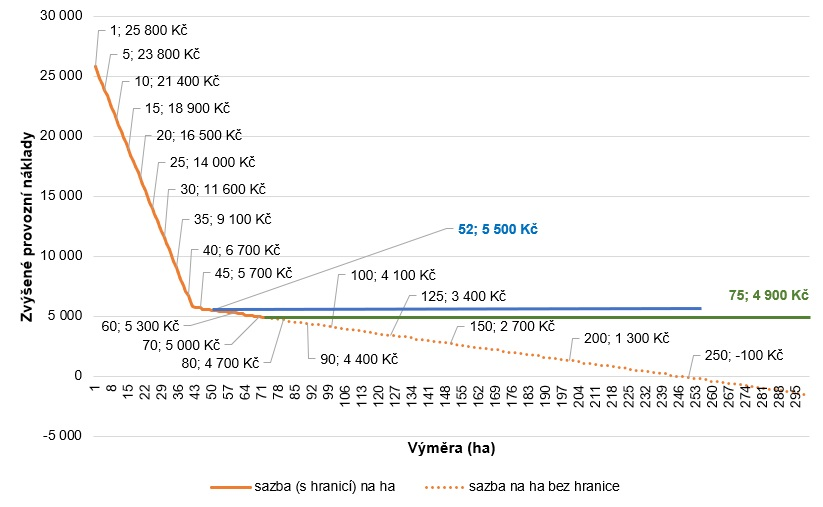 30 000
25 000
20 000
15 000
10 000
5 000
0
-5 000
Zvýšené provozní náklady
1; 25 800 Kč
5; 23 800 Kč
10; 21 400 Kč
15; 18 900 Kč
20; 16 500 Kč
25; 14 000 Kč
30; 11 600 Kč
35; 9 100 Kč
40; 6 700 Kč
45; 5 700 Kč
52; 5 500 Kč
60; 5 300 Kč
70; 5 000 Kč
75; 4 900 Kč
80; 4 700 Kč
90; 4 400 Kč
100; 4 100 Kč
125; 3 400 Kč
150; 2 700 Kč
200; 1 300 Kč
250; -100 Kč
1 8 15 22 29 36 43 50 57 64 71 78 85 92 99 106 113 120 127 134 141 148 155 162 169 176 183 190 197 204 211 218 225 232 239 246 253 260 267 274 281 288 295
Výměra (ha)
sazba (s hranicí) na ha
sazba na ha bez hranice